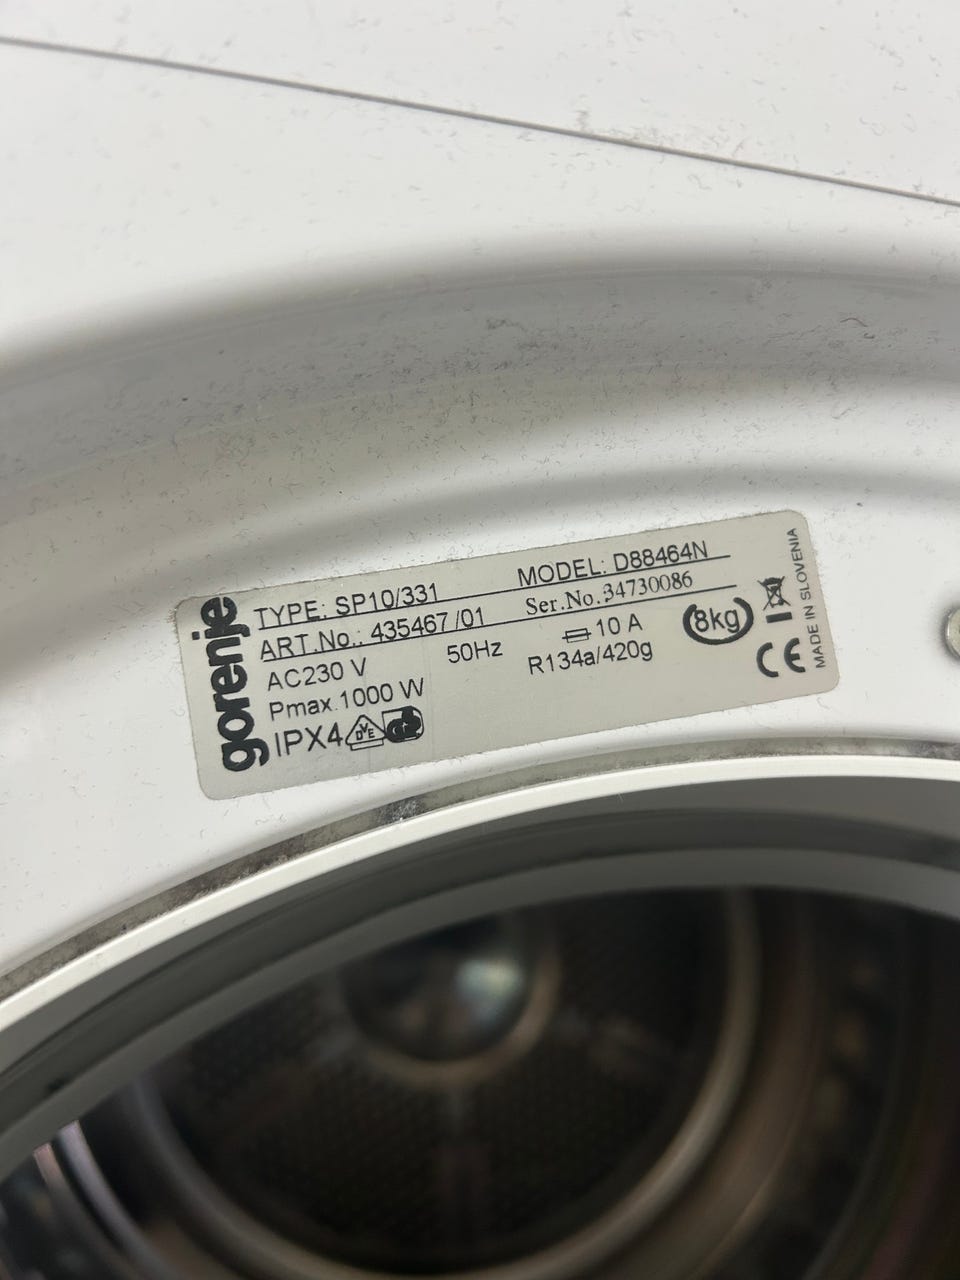 gorenje
TYPE: SP10/331
MODEL: D88464N
ART.No.: 435467/01
Ser.No.34730086
AC230 V
50Hz
10 A
Pmax.1000 W
R134a/420g
IPX4
DVE
8kg
CE
MADE IN SLOVENIA